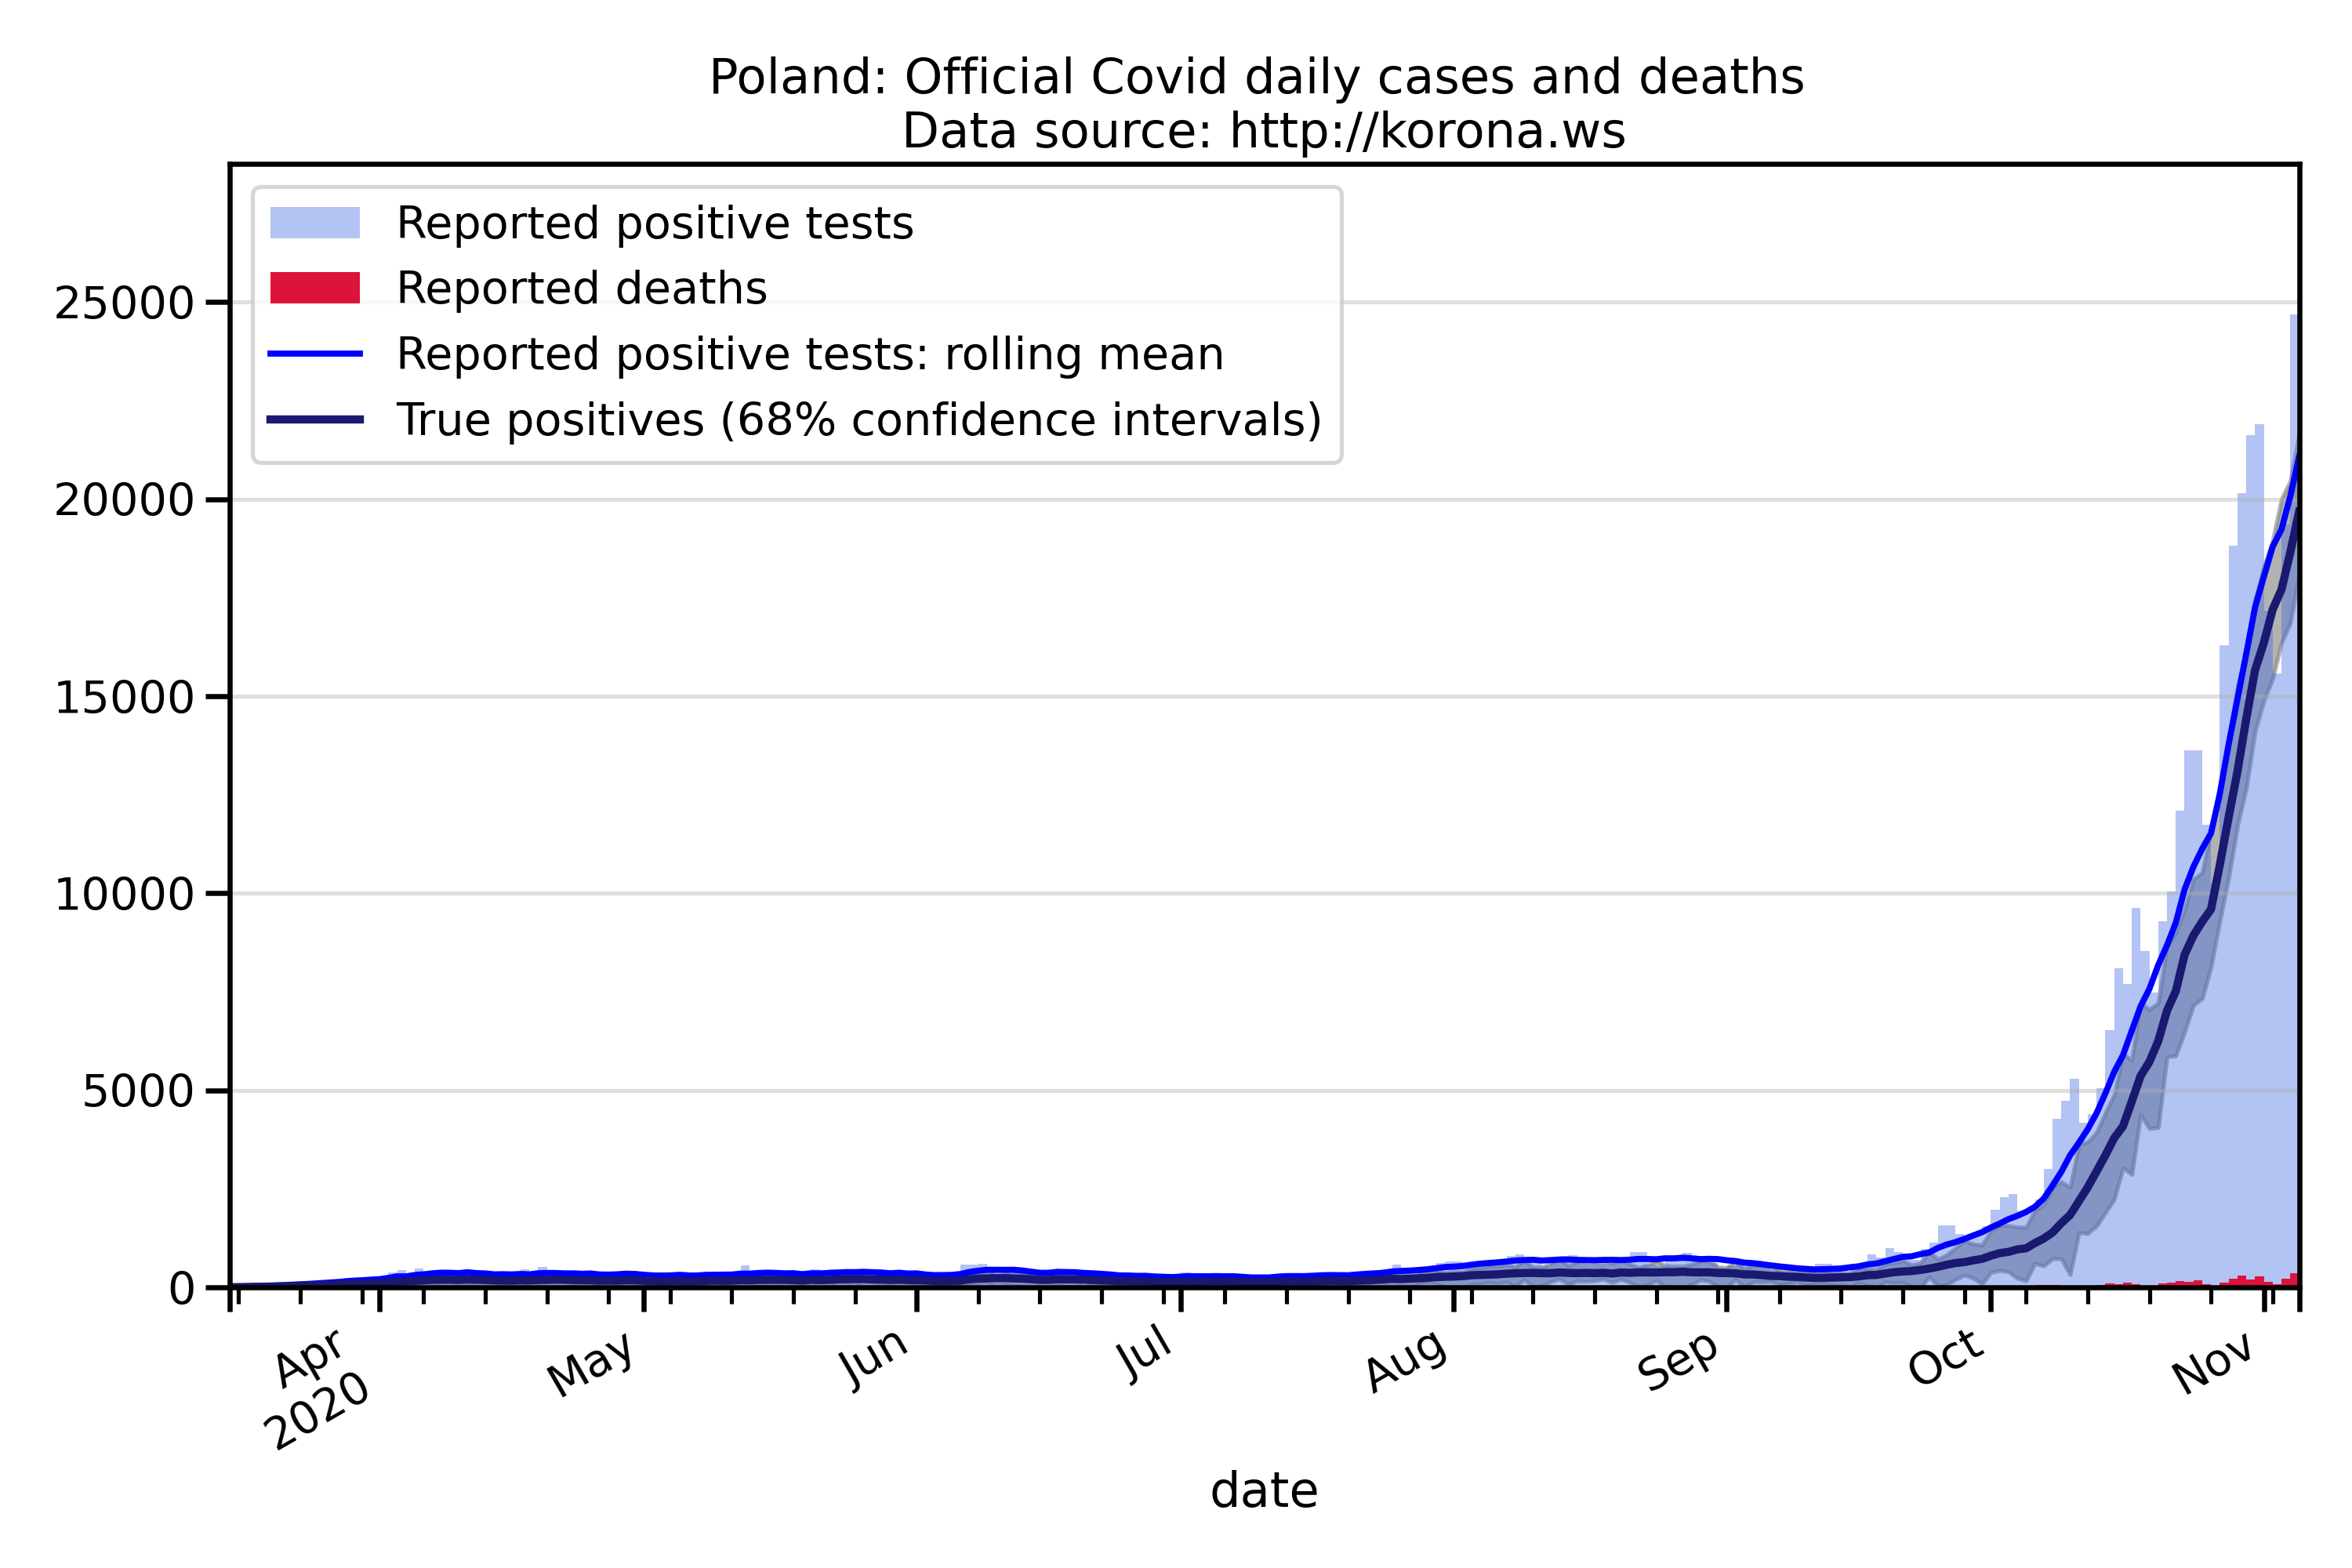 Poland: Official Covid daily cases and deaths
Data source: http://korona.ws
Reported positive tests
Reported deaths
Reported positive tests: rolling mean
True positives (68% confidence intervals)
25000
20000
15000
10000
5000
0
Apr
2020
May
Jun
Jul
Aug
Sep
Oct
Nov
date